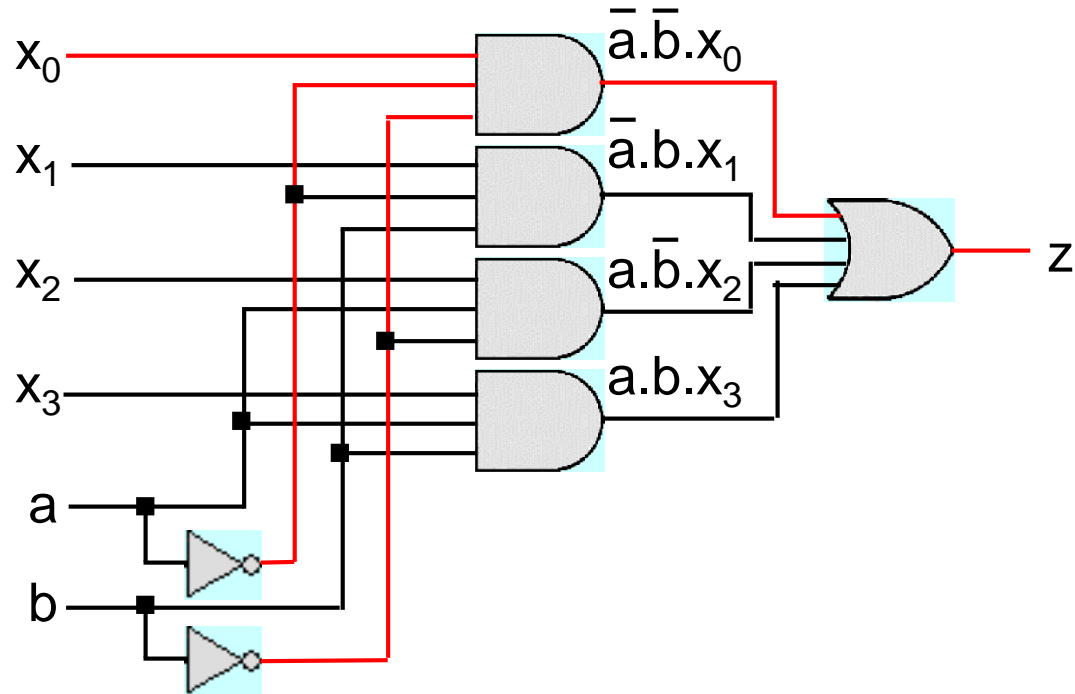 x₀
a̅.b̅.x₀
x₁
a̅.b.x₁
x₂
a.b̅.x₂
z
x₃
a.b.x₃
a
b